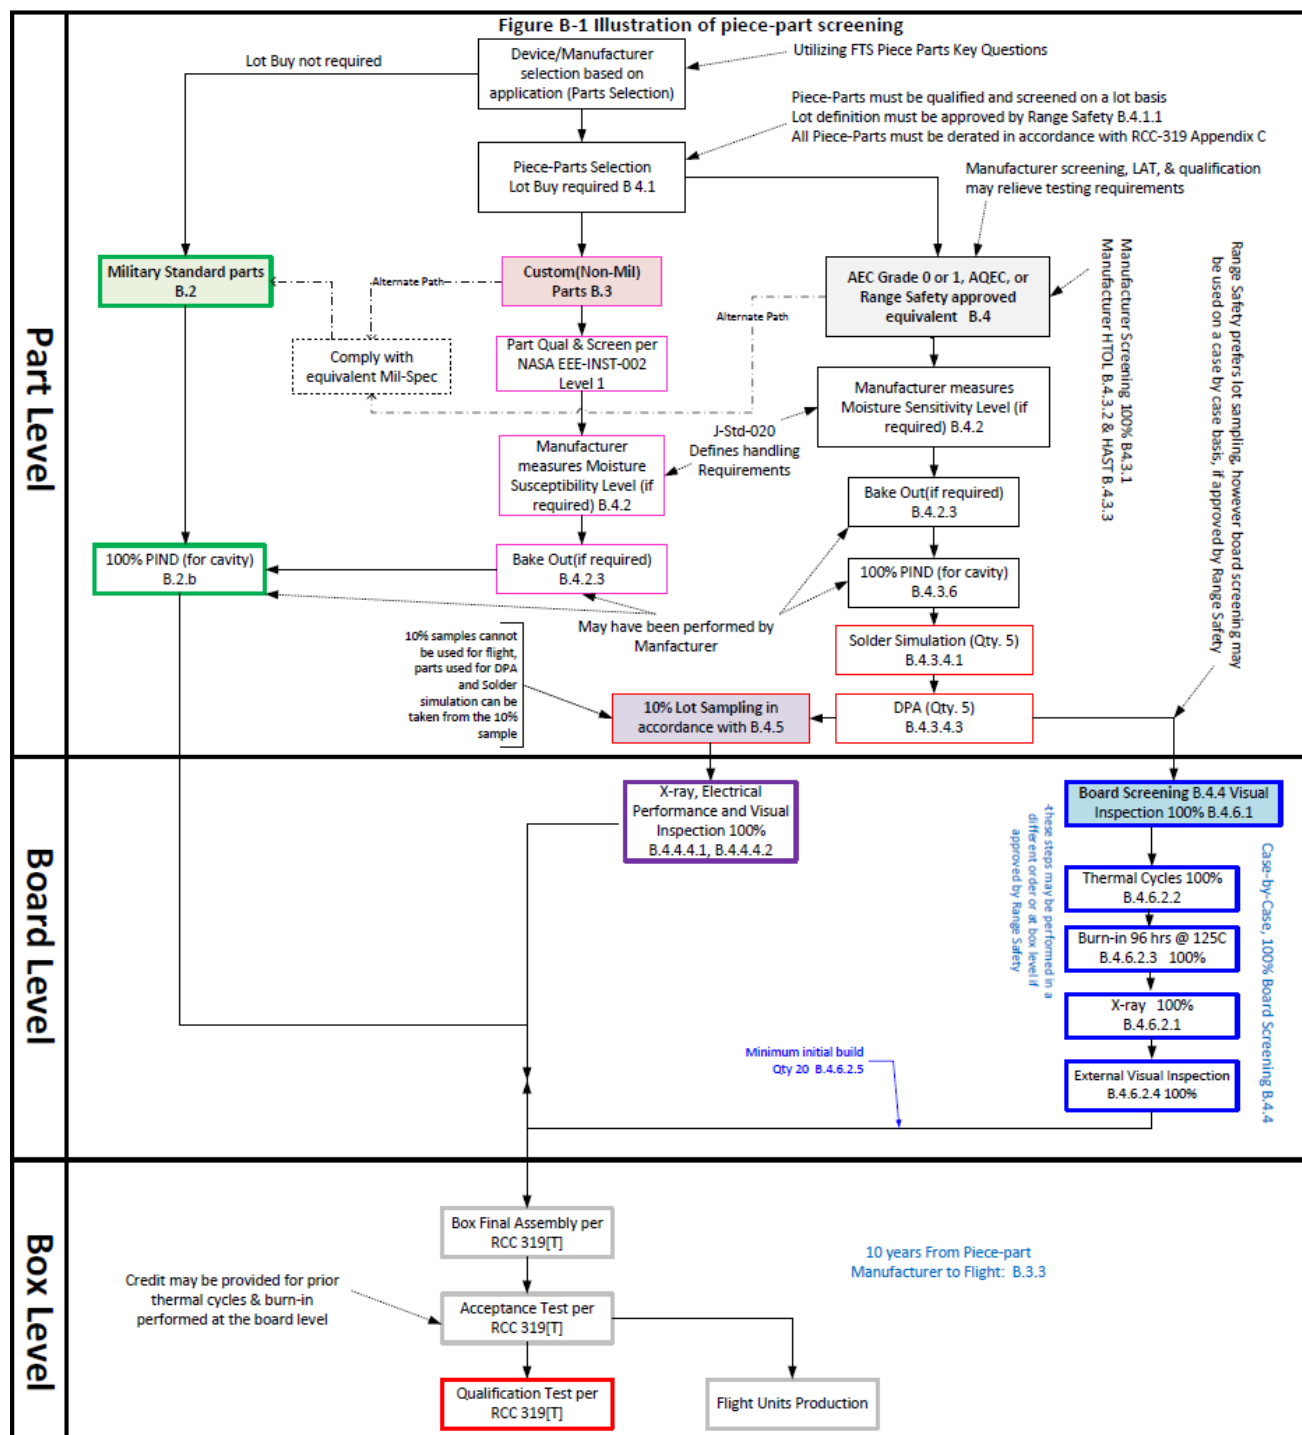 Figure B-1 Illustration of piece-part screening
Lot Buy not required
Device/Manufacturer
selection based on
application (Parts Selection)
Utilizing FTS Piece Parts Key Questions
Piece-Parts must be qualified and screened on a lot basis
Lot definition must be approved by Range Safety B.4.1.1
All Piece-Parts must be derated in accordance with RCC-319 Appendix C
Piece-Parts Selection
Lot Buy required B 4.1
Manufacturer screening, LAT, & qualification
may relieve testing requirements
Part Level
Military Standard parts
B.2
Alternate Path
Custom(Non-Mil)
Parts B.3
AEC Grade 0 or 1, AQEC, or
Range Safety approved
equivalent B.4
Manufacturer Screening 100% B4.3.1
Manufacturer HTOL B.4.3.2 & HAST B.4.3.3
Range Safety prefers lot sampling, however board screening may
be used on a case by case basis, if approved by Range Safety
Alternate Path
Comply with
equivalent Mil-Spec
Part Qual & Screen per
NASA EEE-INST-002
Level 1
Manufacturer measures
Moisture Sensitivity Level (if
required) B.4.2
J-Std-020
Defines handling
Requirements
Manufacturer
measures Moisture
Susceptibility Level (if
required) B.4.2
Bake Out(if required)
B.4.2.3
100% PIND (for cavity)
B.2.b
Bake Out(if required)
B.4.2.3
100% PIND (for cavity)
B.4.3.6
May have been performed by
Manfacturer
Solder Simulation (Qty. 5)
B.4.3.4.1
10% samples cannot
be used for flight,
parts used for DPA
and Solder
simulation can be
taken from the 10%
sample
10% Lot Sampling in
accordance with B.4.5
DPA (Qty. 5)
B.4.3.4.3
Board Level
X-ray, Electrical
Performance and Visual
Inspection 100%
B.4.4.4.1, B.4.4.4.2
-these steps may be performed in a
different order or at box level if
approved by Range Safety
Board Screening B.4.4 Visual
Inspection 100% B.4.6.1
Case-by-Case, 100% Board Screening B.4.4
Thermal Cycles 100%
B.4.6.2.2
Burn-in 96 hrs @ 125C
B.4.6.2.3 100%
X-ray 100%
B.4.6.2.1
Minimum initial build
Qty 20 B.4.6.2.5
External Visual Inspection
B.4.6.2.4 100%
Box Level
Box Final Assembly per
RCC 319[T]
10 years From Piece-part
Manufacturer to Flight: B.3.3
Credit may be provided for prior
thermal cycles & burn-in
performed at the board level
Acceptance Test per
RCC 319[T]
Qualification Test per
RCC 319[T]
Flight Units Production